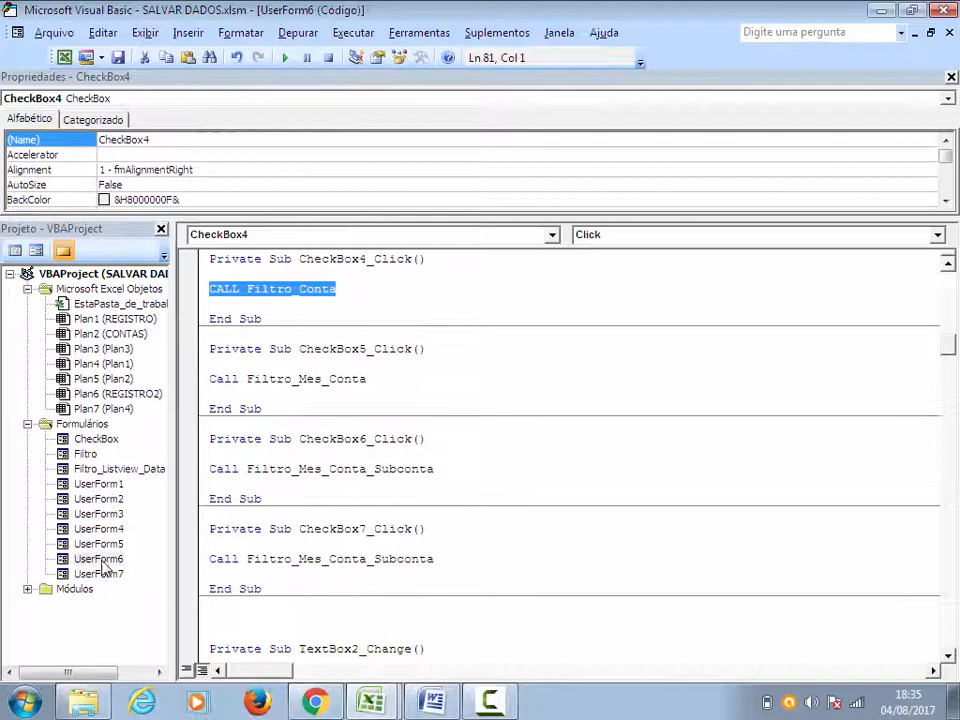 Microsoft Visual Basic - SALVAR DADOS.xlsm - [UserForm6 (Código)]
Arquivo Editar Exibir Inserir Formatar Depurar Executar Ferramentas Suplementos Janela Ajuda Digite uma pergunta
Ln 81, Col 1
Propriedades - CheckBox4
CheckBox4 CheckBox
Alfabético Categorizado
(Name) CheckBox4
Accelerator
Alignment 1 - fmAlignmentRight
AutoSize False
BackColor &H8000000F&
Projeto - VBAProject
CheckBox4 Click
VBAProject (SALVAR DAI
Microsoft Excel Objetos
EstaPasta_de_trabal
Plan1 (REGISTRO)
Plan2 (CONTAS)
Plan3 (Plan3)
Plan4 (Plan1)
Plan5 (Plan2)
Plan6 (REGISTRO2)
Plan7 (Plan4)
Formulários
CheckBox
Filtro
Filtro_Listview_Data
UserForm1
UserForm2
UserForm3
UserForm4
UserForm5
UserForm6
UserForm7
Módulos
Private Sub CheckBox4_Click()
CALL Filtro_Conta
End Sub
Private Sub CheckBox5_Click()
Call Filtro_Mes_Conta
End Sub
Private Sub CheckBox6_Click()
Call Filtro_Mes_Conta_Subconta
End Sub
Private Sub CheckBox7_Click()
Call Filtro_Mes_Conta_Subconta
End Sub
Private Sub TextBox2_Change()
18:35
04/08/2017